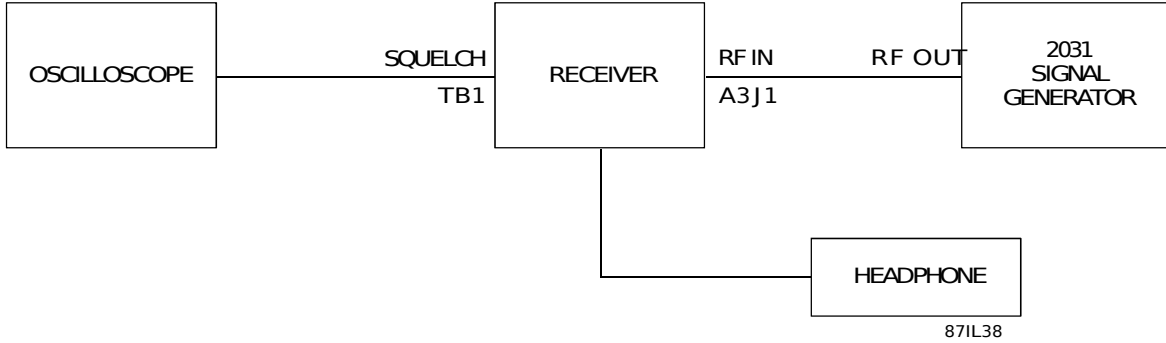 OSCILLOSCOPE
SQUELCH
TB1
RECEIVER
RF IN
A3J1
RF OUT
2031
SIGNAL
GENERATOR
HEADPHONE
87IL38